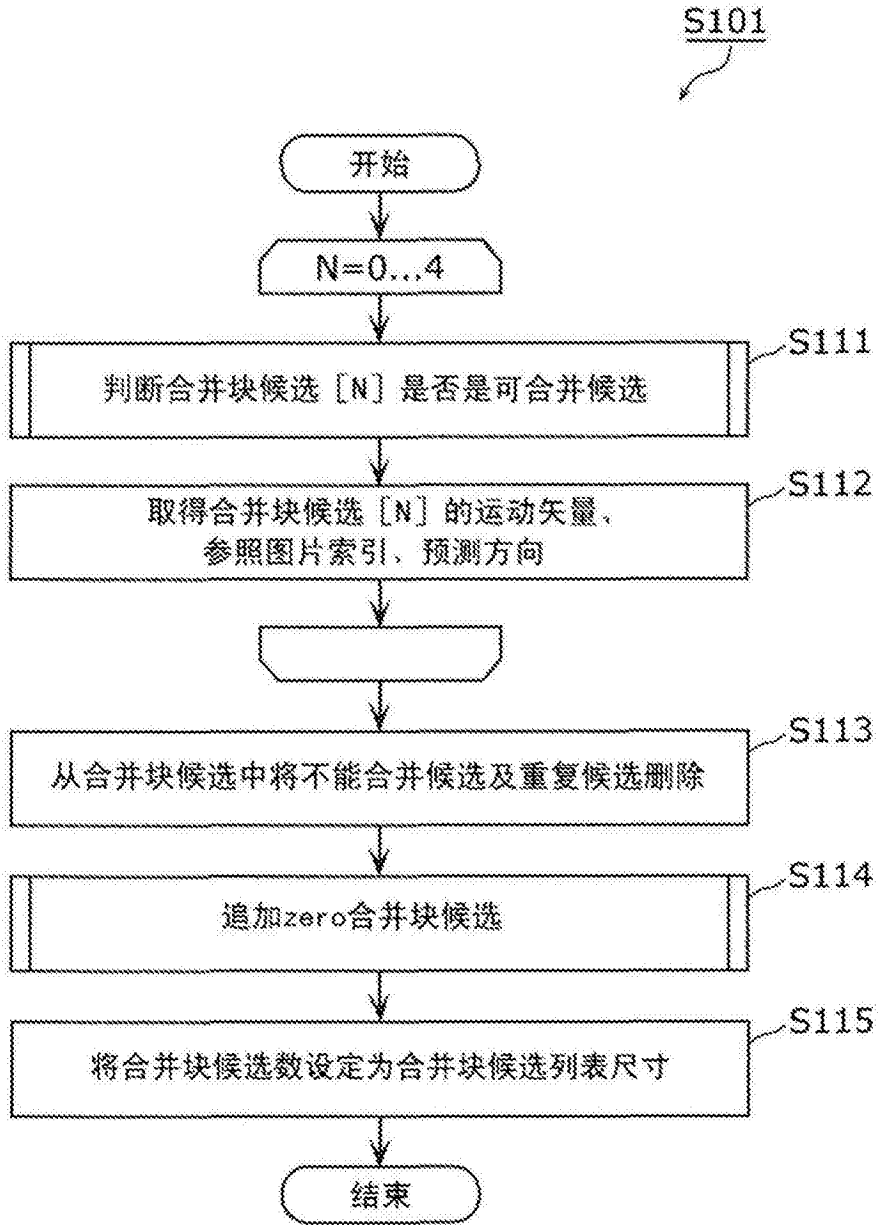 S101
开始
N=0...4
S111
判断合并块候选[N]是否是可合并候选
S112
取得合并块候选[N]的运动矢量、
参照图片索引、预测方向
S113
从合并块候选中将不能合并候选及重复候选删除
S114
追加zero合并块候选
S115
将合并块候选数设定为合并块候选列表尺寸
结束